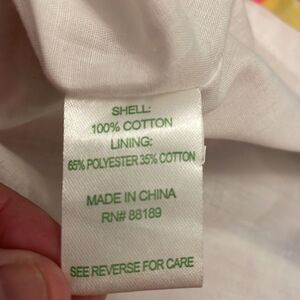 SHELL:
100% COTTON
LINING:
65% POLYESTER 35% COTTON
MADE IN CHINA
RN# 88189
SEE REVERSE FOR CARE